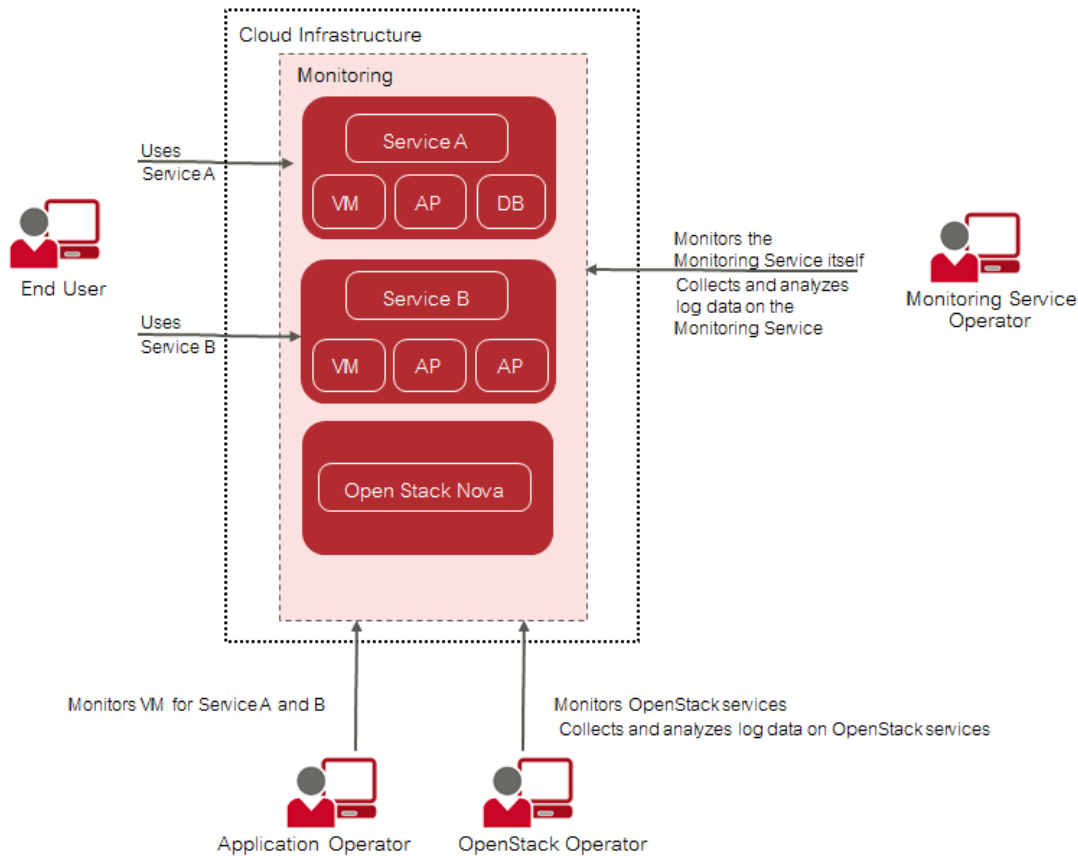 Cloud Infrastructure
Monitoring
Service A
VM
AP
DB
Uses
Service A
End User
Service B
VM
AP
AP
Uses
Service B
Open Stack Nova
Monitors the
Monitoring Service itself
Collects and analyzes
log data on the
Monitoring Service
Monitoring Service
Operator
Monitors VM for Service A and B
Monitors OpenStack services
Collects and analyzes log data on OpenStack services
Application Operator
OpenStack Operator